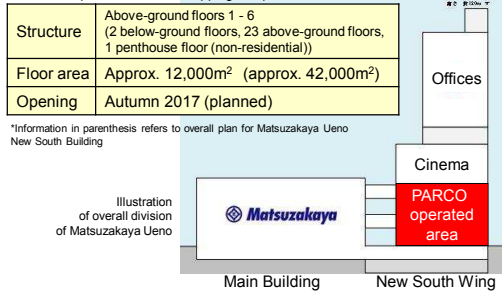 Structure
Above-ground floors 1 - 6
(2 below-ground floors, 23 above-ground floors,
1 penthouse floor (non-residential))
Floor area
Approx. 12,000m² (approx. 42,000m²)
Opening
Autumn 2017 (planned)
*Information in parenthesis refers to overall plan for Matsuzakaya Ueno
New South Building
Offices
Cinema
PARCO
operated
area
Illustration
of overall division
of Matsuzakaya Ueno
Matsuzakaya
Main Building
New South Wing